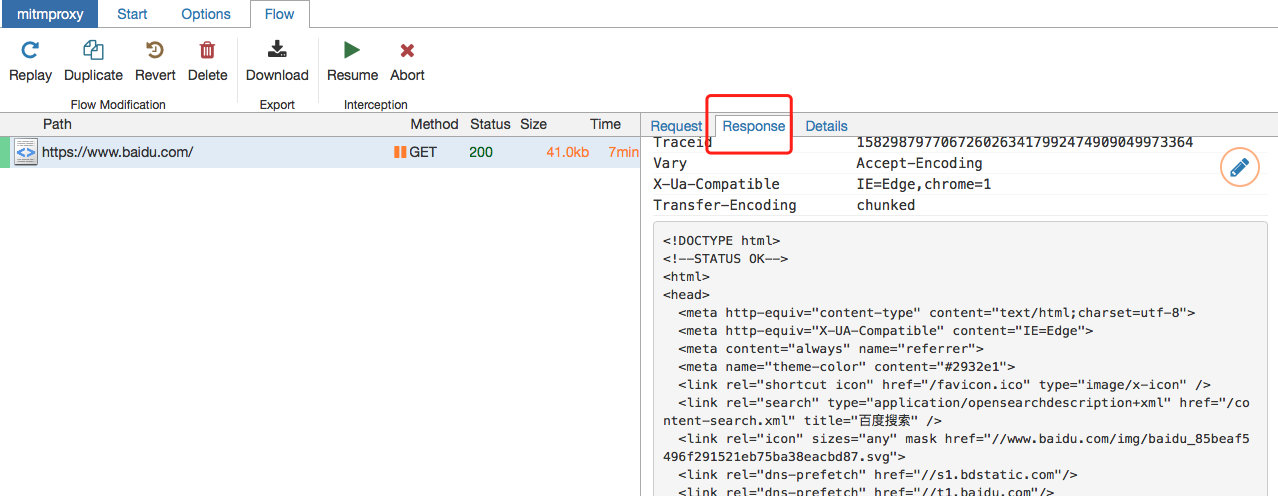 mitmproxy Start Options Flow
Replay Duplicate Revert Delete Download Resume Abort
Flow Modification Export Interception
Path Method Status Size Time
https://www.baidu.com/ GET 200 41.0kb 7min
Request Response Details
Traceid 1582987977067260263417992474909049973364
Vary Accept-Encoding
X-Ua-Compatible IE=Edge,chrome=1
Transfer-Encoding chunked
<!DOCTYPE html>
<!--STATUS OK-->
<html>
<head>
<meta http-equiv="content-type" content="text/html;charset=utf-8">
<meta http-equiv="X-UA-Compatible" content="IE=Edge">
<meta content="always" name="referrer">
<meta name="theme-color" content="#2932e1">
<link rel="shortcut icon" href="/favicon.ico" type="image/x-icon" />
<link rel="search" type="application/opensearchdescription+xml" href="/co
ntent-search.xml" title="百度搜索" />
<link rel="icon" sizes="any" mask href="//www.baidu.com/img/baidu_85beaf5
496f291521eb75ba38eacbd87.svg">
<link rel="dns-prefetch" href="//s1.bdstatic.com"/>
<link rel="dns-prefetch" href="//t1.baidu.com"/>